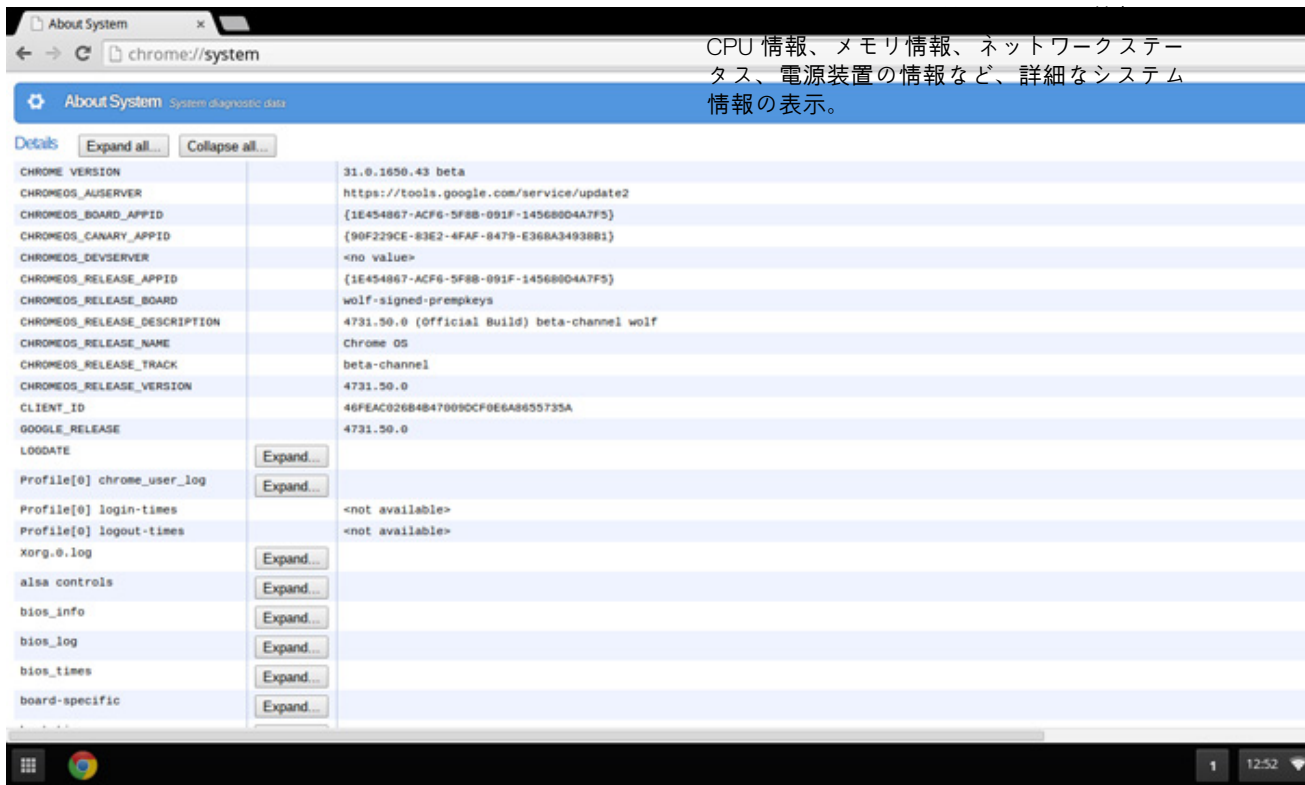 About System ×
chrome://system
CPU 情報、メモリ情報、ネットワークステー
タス、電源装置の情報など、詳細なシステム
情報の表示。
About System System diagnostic data
Details Expand all... Collapse all...
CHROME VERSION 31.0.1650.43 beta
CHROMEOS_AUSERVER https://tools.google.com/service/update2
CHROMEOS_BOARD_APPID {1E454867-ACF6-5F8B-091F-145680D4A7F5}
CHROMEOS_CANARY_APPID {90F229CE-83E2-4FAF-8479-E368A34938B1}
CHROMEOS_DEVSERVER <no value>
CHROMEOS_RELEASE_APPID {1E454867-ACF6-5F8B-091F-145680D4A7F5}
CHROMEOS_RELEASE_BOARD wolf-signed-prempkeys
CHROMEOS_RELEASE_DESCRIPTION 4731.50.0 (Official Build) beta-channel wolf
CHROMEOS_RELEASE_NAME Chrome OS
CHROMEOS_RELEASE_TRACK beta-channel
CHROMEOS_RELEASE_VERSION 4731.50.0
CLIENT_ID 46FEAC026B4B47009DCF0E6A8655735A
GOOGLE_RELEASE 4731.50.0
LOGDATE Expand...
Profile[0] chrome_user_log Expand...
Profile[0] login-times <not available>
Profile[0] logout-times <not available>
Xorg.0.log Expand...
alsa controls Expand...
bios_info Expand...
bios_log Expand...
bios_times Expand...
board-specific Expand...
1 12:52